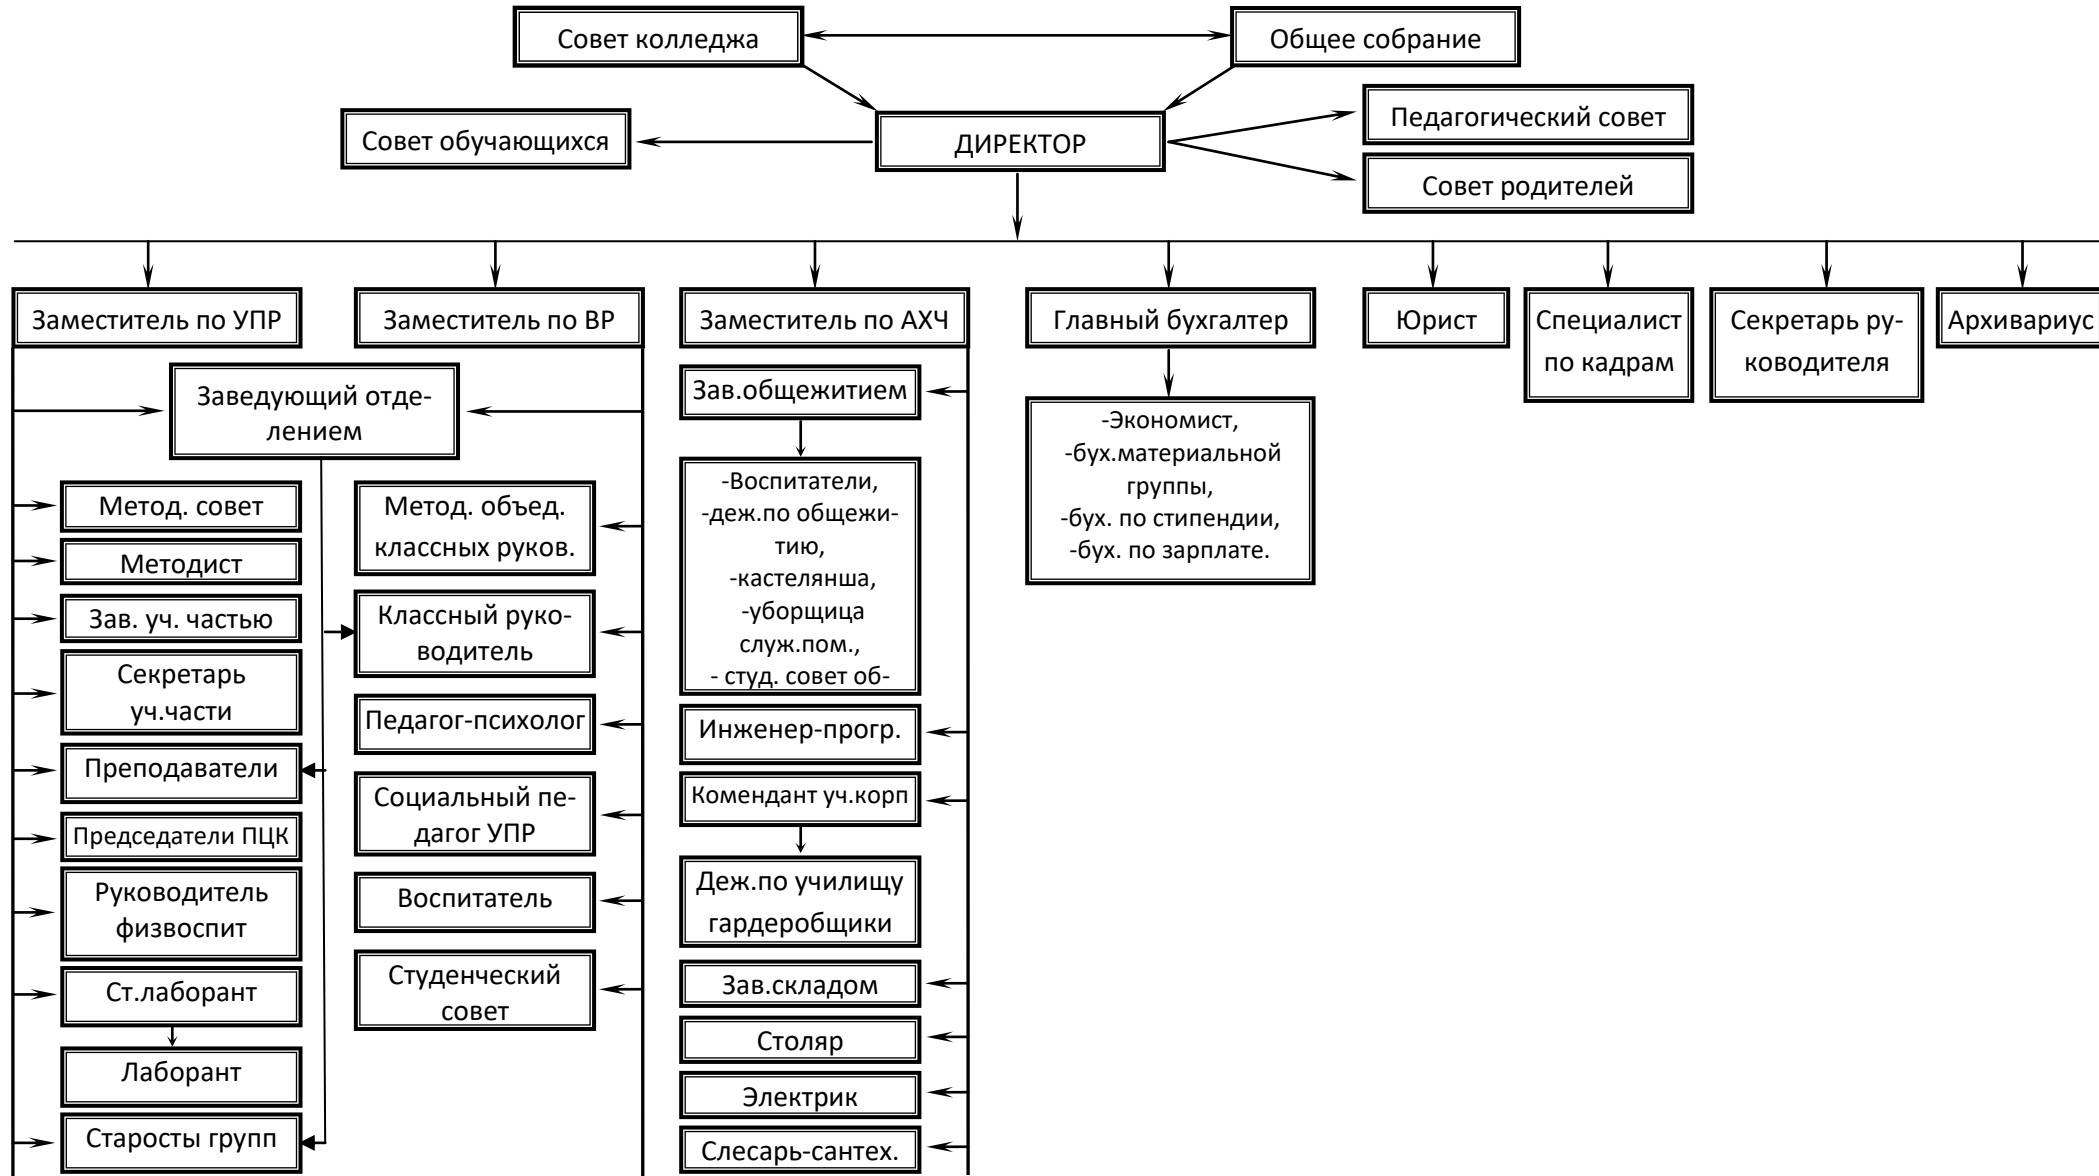 Совет колледжа
Общее собрание
Совет обучающихся
ДИРЕКТОР
Педагогический совет
Совет родителей
Заместитель по УПР
Заместитель по ВР
Заместитель по АХЧ
Главный бухгалтер
Юрист
Специалист
по кадрам
Секретарь ру-
ководителя
Архивариус
Заведующий отде-
лением
Метод. совет
Методист
Зав. уч. частью
Секретарь
уч.части
Преподаватели
Председатели ПЦК
Руководитель
физвоспит
Ст.лаборант
Лаборант
Старосты групп
Метод. объед.
классных руков.
Классный руко-
водитель
Педагог-психолог
Социальный пе-
дагог УПР
Воспитатель
Студенческий
совет
Зав.общежитием
-Воспитатели,
-деж.по общежи-
тию,
-кастелянша,
-уборщица
служ.пом.,
- студ. совет об-
Инженер-прогр.
Комендант уч.корп
Деж.по училищу
гардеробщики
Зав.складом
Столяр
Электрик
Слесарь-сантех.
-Экономист,
-бух.материальной
группы,
-бух. по стипендии,
-бух. по зарплате.